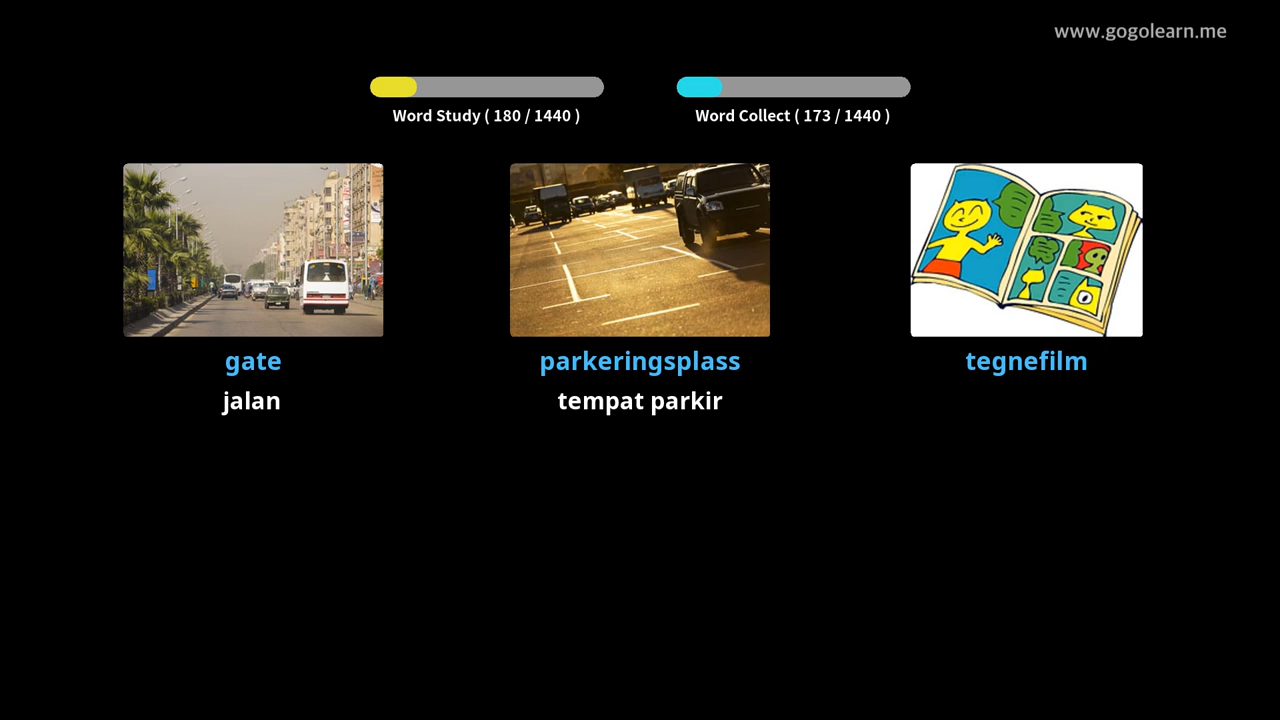 www.gogolearn.me
Word Study ( 180 / 1440 )
Word Collect ( 173 / 1440 )
gate
parkeringsplass
tegnefilm
jalan
tempat parkir